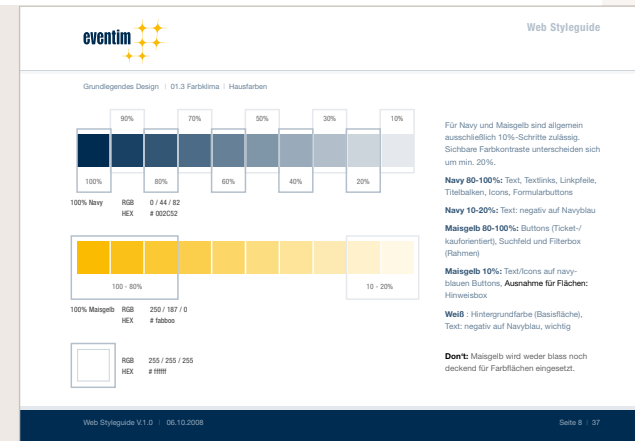 eventim
Web Styleguide
Grundlegendes Design | 01.3 Farbklima | Hausfarben
90% 70% 50% 30% 10%
100% 80% 60% 40% 20%
100% Navy RGB 0 / 44 / 82
HEX # 002C52
100 - 80% 10 - 20%
100% Maisgelb RGB 250 / 187 / 0
HEX # fabboo
RGB 255 / 255 / 255
HEX # ffffff
Für Navy und Maisgelb sind allgemein
ausschließlich 10%-Schritte zulässig.
Sichbare Farbkontraste unterscheiden sich
um min. 20%.
Navy 80-100%: Text, Textlinks, Linkpfeile,
Titelbalken, Icons, Formularbuttons
Navy 10-20%: Text: negativ auf Navyblau
Maisgelb 80-100%: Buttons (Ticket-/
kauforientiert), Suchfeld und Filterbox
(Rahmen)
Maisgelb 10%: Text/Icons auf navy-
blauen Buttons, Ausnahme für Flächen:
Hinweisbox
Weiß : Hintergrundfarbe (Basisfläche),
Text: negativ auf Navyblau, wichtig
Don't: Maisgelb wird weder blass noch
deckend für Farbflächen eingesetzt.
Web Styleguide V.1.0 | 06.10.2008
Seite 8 | 37